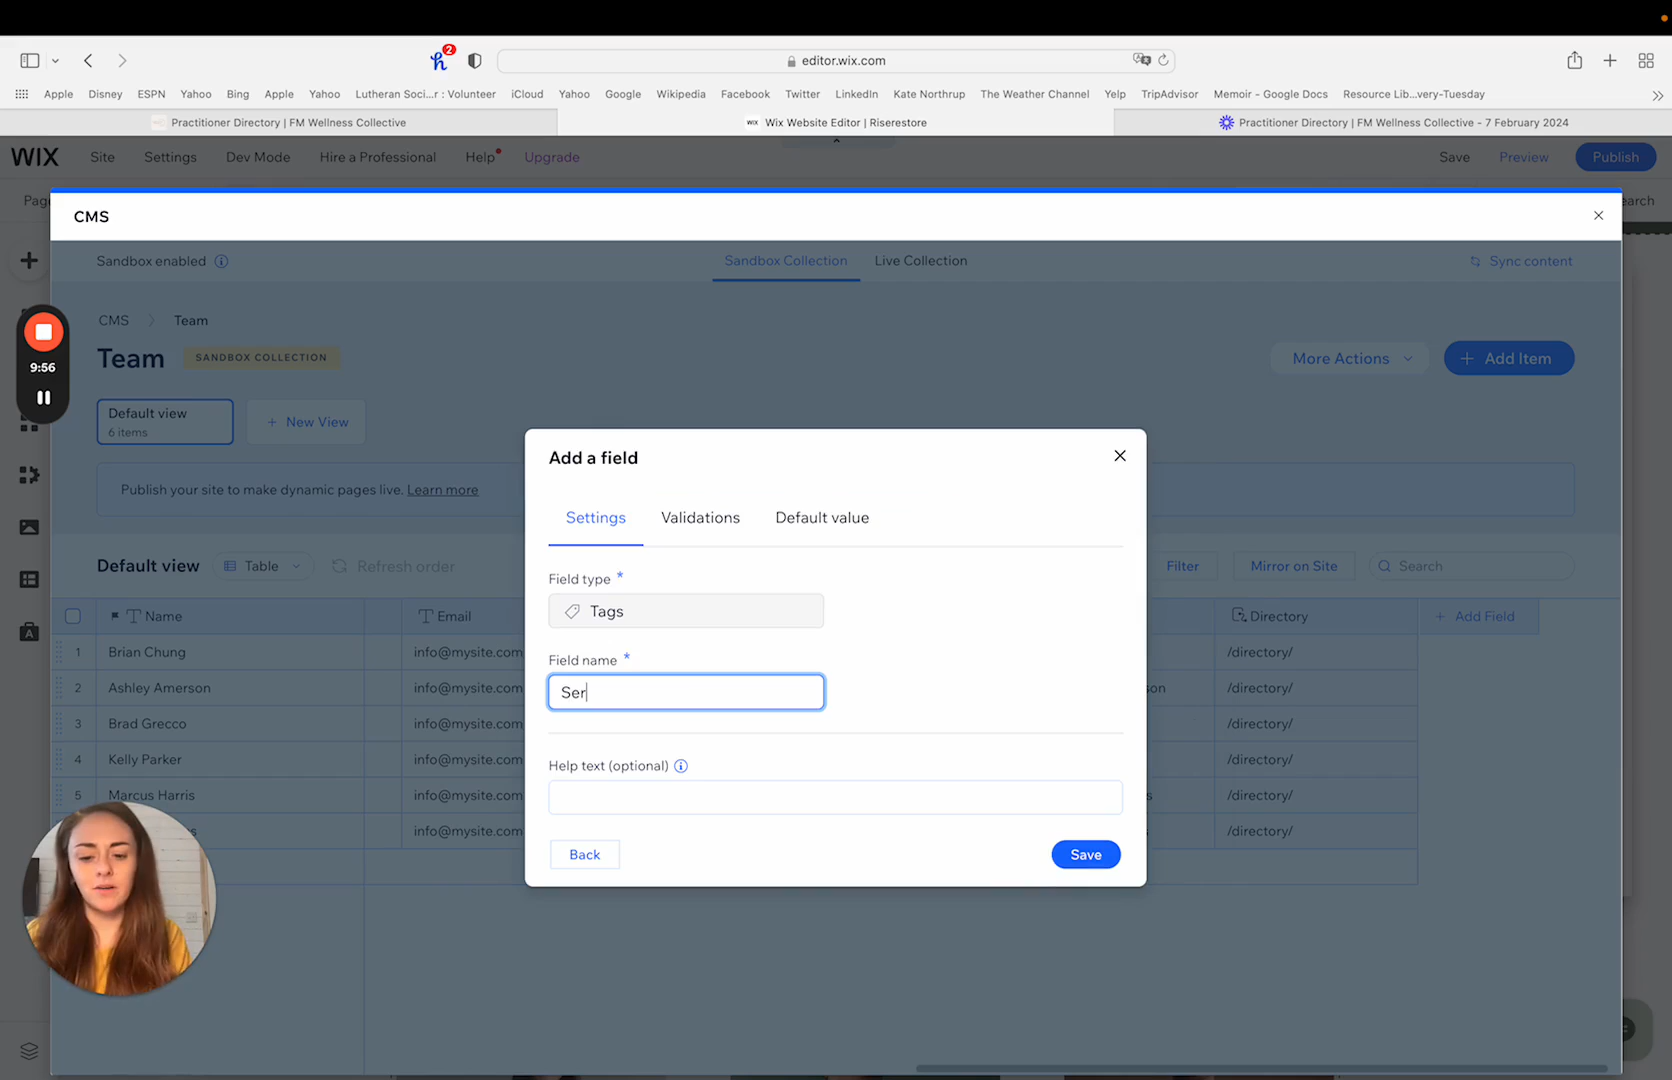 2
editor.wix.com
Apple Disney ESPN Yahoo Bing Apple Yahoo Lutheran Soci...r : Volunteer iCloud Yahoo Google Wikipedia Facebook Twitter LinkedIn Kate Northrup The Weather Channel Yelp TripAdvisor Memoir - Google Docs Resource Lib...very-Tuesday
Practitioner Directory | FM Wellness Collective
WIX Wix Website Editor | Riserestore
Practitioner Directory | FM Wellness Collective - 7 February 2024
WIX Site Settings Dev Mode Hire a Professional Help Upgrade Save Preview Publish
CMS
Sandbox enabled Sandbox Collection Live Collection Sync content
CMS Team
Team SANDBOX COLLECTION More Actions + Add Item
9:56
Default view
6 items
+ New View
Publish your site to make dynamic pages live. Learn more
Default view Table Refresh order Filter Mirror on Site Search
Name Email Directory + Add Field
1 Brian Chung info@mysite.com /directory/
2 Ashley Amerson info@mysite.com son /directory/
3 Brad Grecco info@mysite.com /directory/
4 Kelly Parker info@mysite.com /directory/
5 Marcus Harris info@mysite.com s /directory/
info@mysite.com s /directory/
Add a field
Settings Validations Default value
Field type *
Tags
Field name *
Ser
Help text (optional)
Back Save